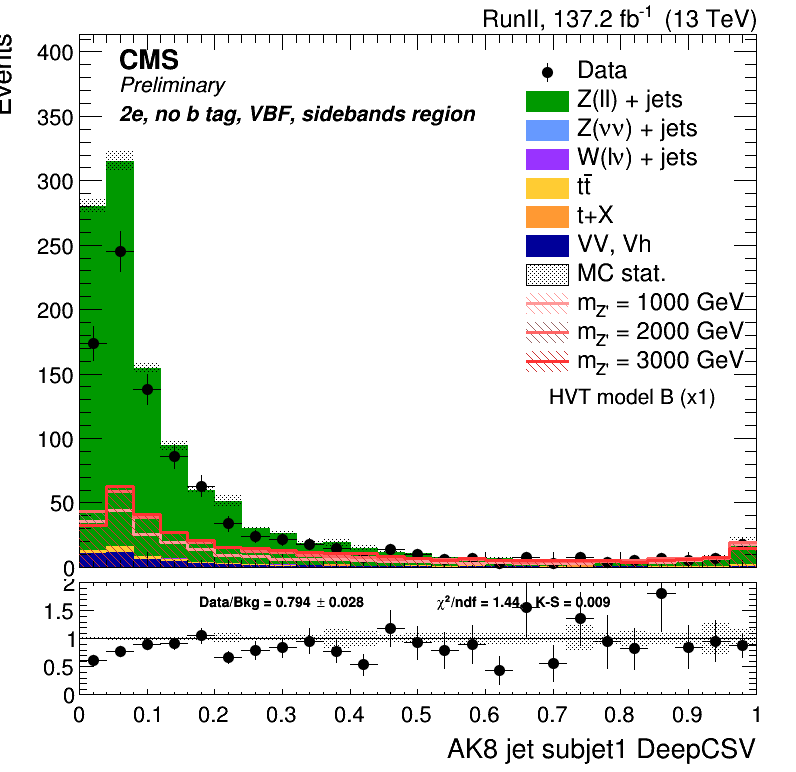 RunII, 137.2 fb⁻¹ (13 TeV)
Events
CMS
Preliminary
2e, no b tag, VBF, sidebands region
Data
Z(ll) + jets
Z(νν) + jets
W(lν) + jets
tt̄
t+X
VV, Vh
MC stat.
m_Z' = 1000 GeV
m_Z' = 2000 GeV
m_Z' = 3000 GeV
HVT model B (x1)
400
350
300
250
200
150
100
50
0
Data/Bkg = 0.794 ± 0.028 χ²/ndf = 1.44, K-S = 0.009
2
1.5
1
0.5
0
0 0.1 0.2 0.3 0.4 0.5 0.6 0.7 0.8 0.9 1
AK8 jet subjet1 DeepCSV